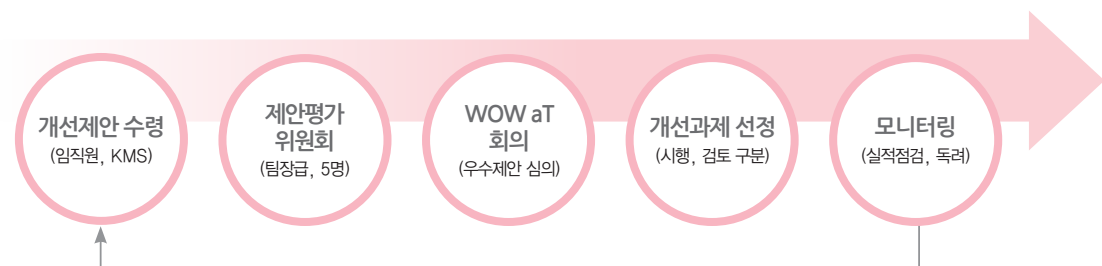 개선제안 수령
(임직원, KMS)
제안평가
위원회
(팀장급, 5명)
WOW aT
회의
(우수제안 심의)
개선과제 선정
(시행, 검토 구분)
모니터링
(실적점검, 독려)